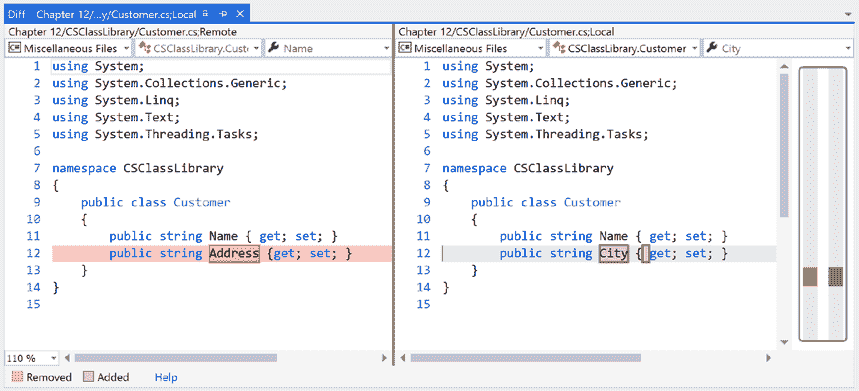 Diff Chapter 12/...y/Customer.cs;Local
Chapter 12/CSClassLibrary/Customer.cs;Remote
Miscellaneous Files
CSClassLibrary.Custo
Name
1 using System;
2 using System.Collections.Generic;
3 using System.Linq;
4 using System.Text;
5 using System.Threading.Tasks;
6
7 namespace CSClassLibrary
8 {
9 public class Customer
10 {
11 public string Name { get; set; }
12 public string Address {get; set; }
13 }
14 }
15
110 %
Chapter 12/CSClassLibrary/Customer.cs;Local
Miscellaneous Files
CSClassLibrary.Customer
City
1 using System;
2 using System.Collections.Generic;
3 using System.Linq;
4 using System.Text;
5 using System.Threading.Tasks;
6
7 namespace CSClassLibrary
8 {
9 public class Customer
10 {
11 public string Name { get; set; }
12 public string City { get; set; }
13 }
14 }
15
Removed Added Help